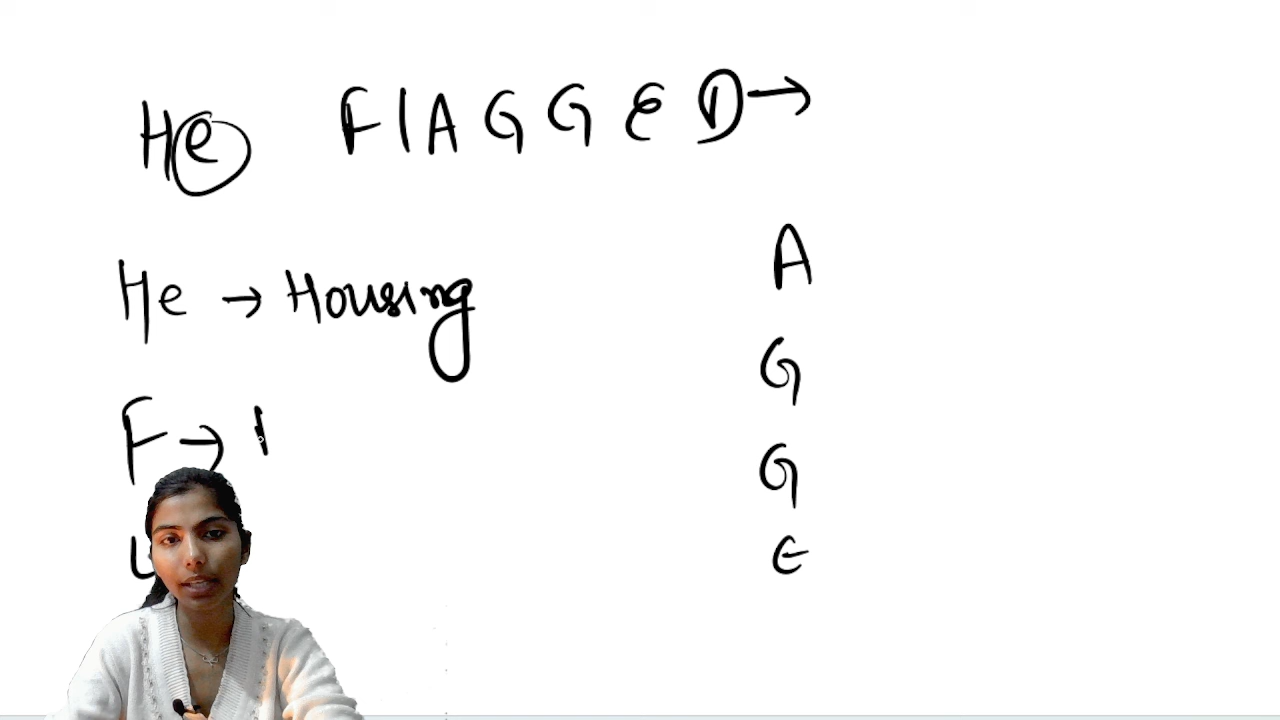 He FlAGGED →
He → Housing
F →
A
G
G
E